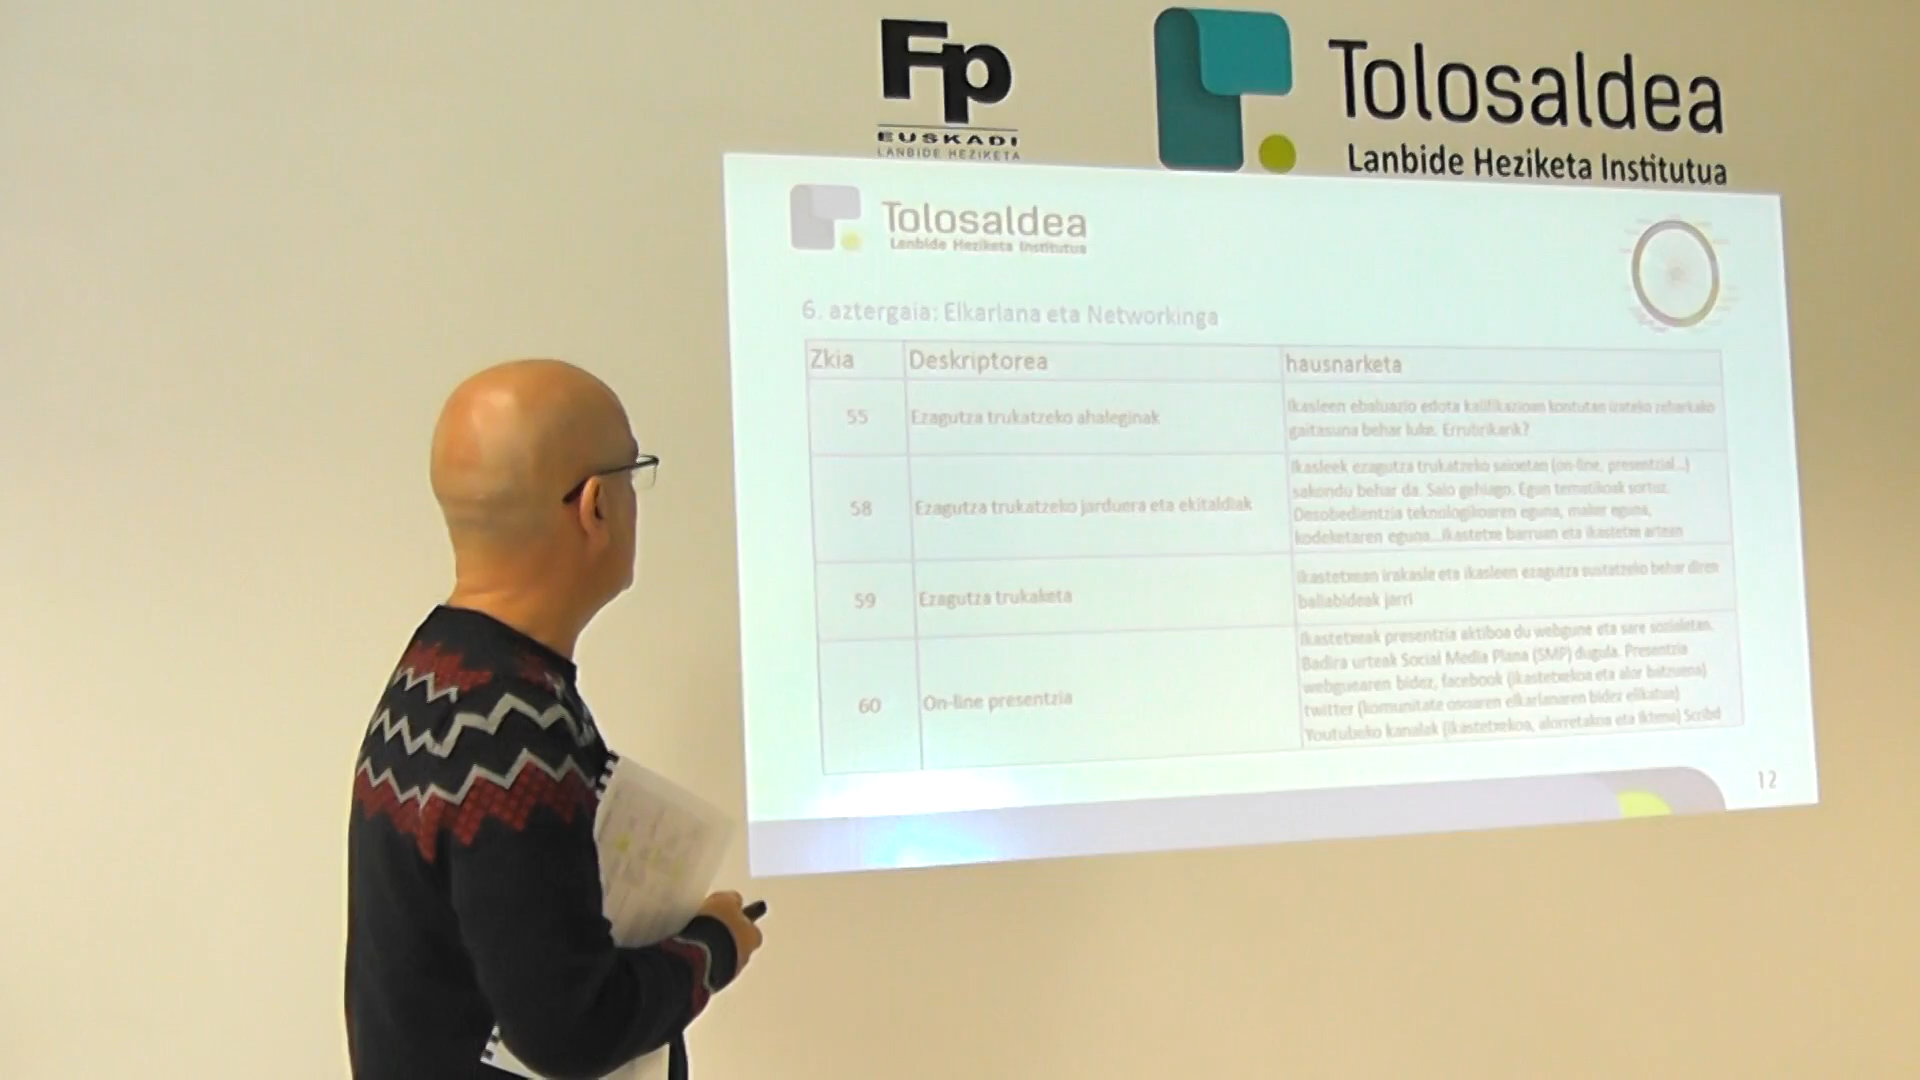 Fp
EUSKADI
LANBIDE HEZIKETA
Tolosaldea
Lanbide Heziketa Institutua
Tolosaldea
Lanbide Heziketa Institutua
6. aztergaia: Elkarlana eta Networkinga
Zkia Deskriptorea hausnarketa
55 Ezagutza trukatzeko ahaleginak
Ikasleen ebaluazio edota kalifikazioan kontutan izateko zeharkako
gaitasuna behar luke. Errubrikarik?
58 Ezagutza trukatzeko jarduera eta ekitaldiak
Ikasleek ezagutza trukatzeko saioetan (on-line, presentzial...)
sakondu behar da. Saio gehiago. Egun tematikoak sortuz.
Desobedientzia teknologikoaren eguna, maker eguna,
kodeketaren eguna...ikastetxe barruan eta ikastetxe artean
59 Ezagutza trukaketa
Ikastetxean irakasle eta ikasleen ezagutza sustatzeko behar diren
baliabideak jarri
60 On-line presentzia
Ikastetxeak presentzia aktiboa du webgune eta sare sozialetan.
Badira urteak Social Media Plana (SMP) dugula. Presentzia
webguearen bidez, facebook (ikastetxekoa eta alor batzuena)
twitter (komunitate osoaren elkarlanaren bidez elikatua)
Youtubeko kanalak (ikastetxekoa, alorretakoa eta Scribd
12